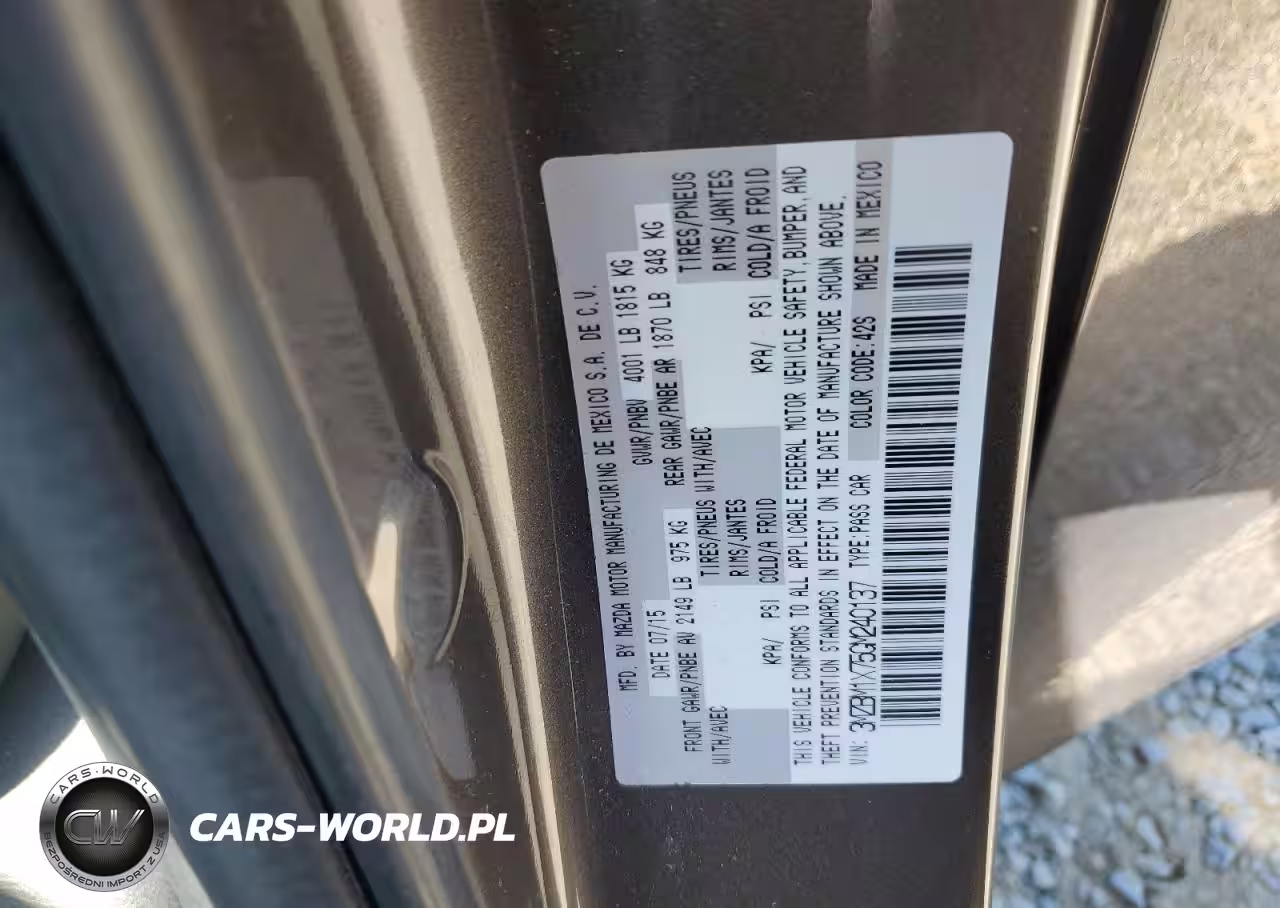 MFD. BY MAZDA MOTOR MANUFACTURING DE MEXICO S.A. DE C.V.
DATE 07/15 GVWR/PNBV 4001 LB 1815 KG
FRONT GAWR/PNBE AV 2149 LB 975 KG REAR GAWR/PNBE AR 1870 LB 848 KG
WITH/AVEC TIRES/PNEUS WITH/AVEC TIRES/PNEUS
RIMS/JANTES RIMS/JANTES
KPA/ PSI COLD/A FROID KPA/ PSI COLD/A FROID
THIS VEHICLE CONFORMS TO ALL APPLICABLE FEDERAL MOTOR VEHICLE SAFETY, BUMPER, AND
THEFT PREVENTION STANDARDS IN EFFECT ON THE DATE OF MANUFACTURE SHOWN ABOVE.
VIN: 3MZBM1X75GM240137 TYPE:PASS CAR COLOR CODE:42S MADE IN MEXICO
CARS-WORLD
CW
BEZPOŚREDNI IMPORT Z USA
CARS-WORLD.PL